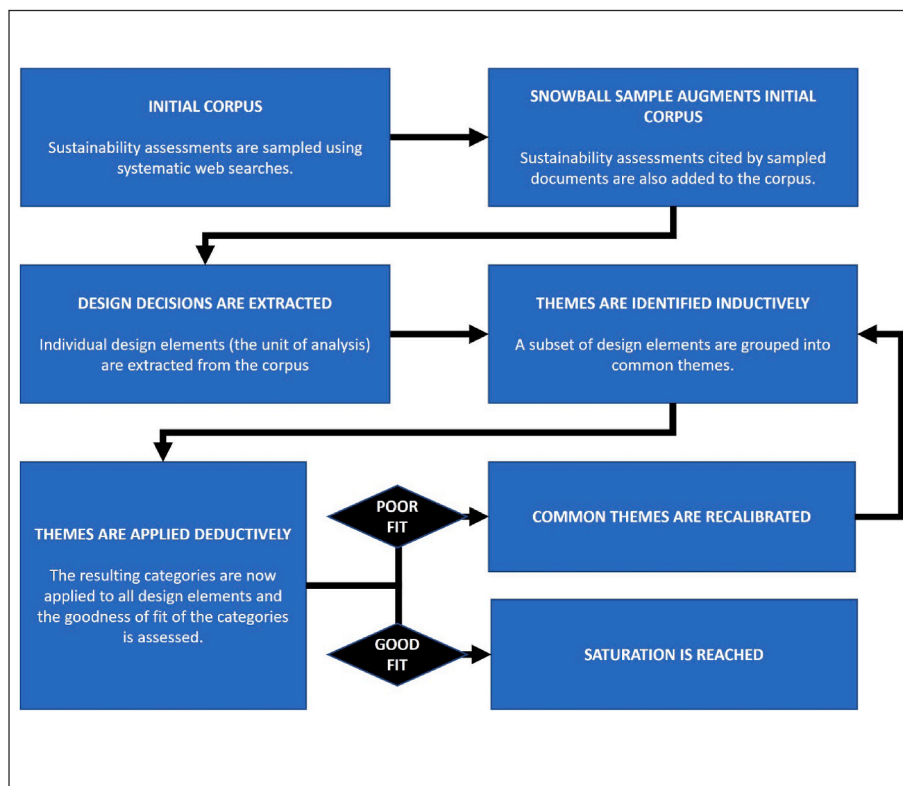 INITIAL CORPUS
Sustainability assessments are sampled using
systematic web searches.
SNOWBALL SAMPLE AUGMENTS INITIAL
CORPUS
Sustainability assessments cited by sampled
documents are also added to the corpus.
DESIGN DECISIONS ARE EXTRACTED
Individual design elements (the unit of analysis)
are extracted from the corpus
THEMES ARE IDENTIFIED INDUCTIVELY
A subset of design elements are grouped into
common themes.
THEMES ARE APPLIED DEDUCTIVELY
The resulting categories are now
applied to all design elements and
the goodness of fit of the categories
is assessed.
POOR
FIT
COMMON THEMES ARE RECALIBRATED
GOOD
FIT
SATURATION IS REACHED